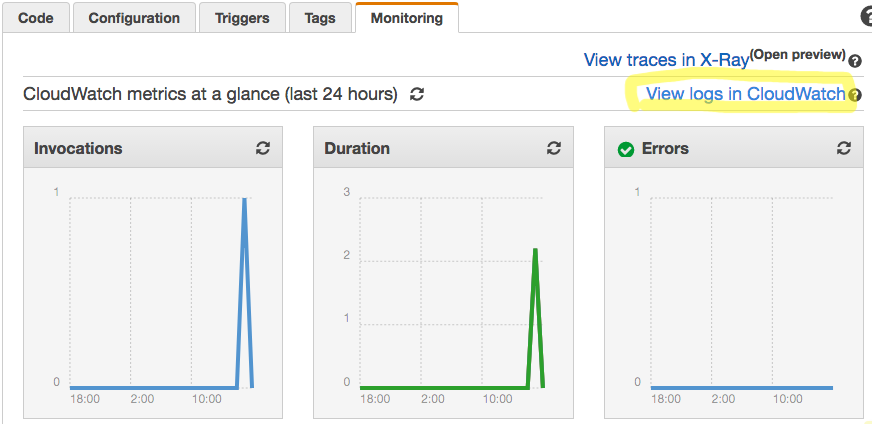 Code Configuration Triggers Tags Monitoring ?
View traces in X-Ray(Open preview) ?
CloudWatch metrics at a glance (last 24 hours) View logs in CloudWatch ?
Invocations Duration Errors
1 3 1
2
1
0 0 0
18:00 2:00 10:00 18:00 2:00 10:00 18:00 2:00 10:00